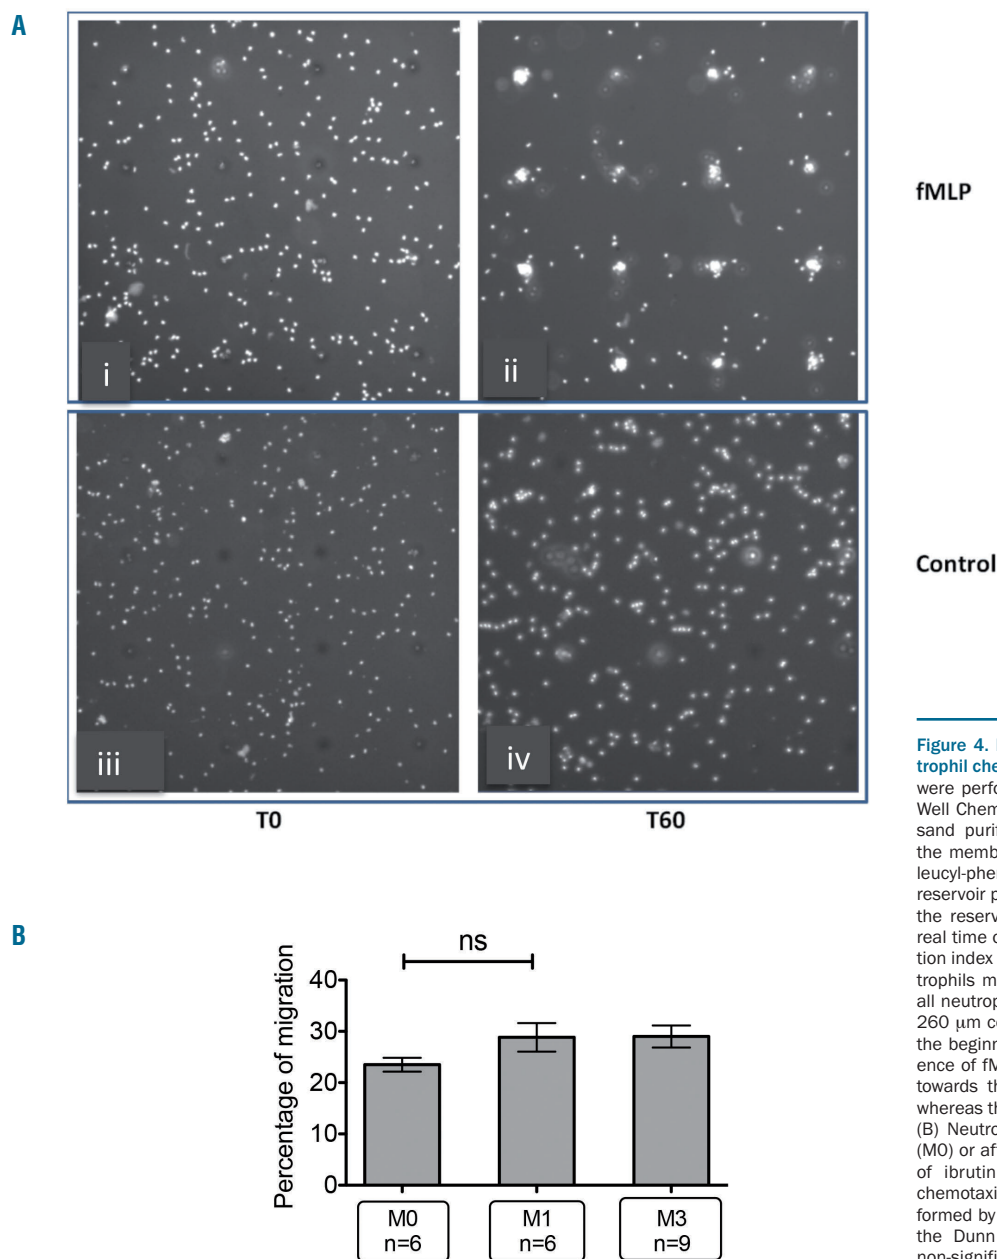 A
fMLP
i
ii
Control
iii
iv
T0
T60
Figure 4.
trophil che
were perfo
Well Chem
sand purif
the memb
leucyl-phe
reservoir p
the reserv
real time c
tion index
trophils m
all neutrop
260 μm c
the beginn
ence of fM
towards th
whereas th
(B) Neutro
(M0) or af
of ibrutin
chemotaxi
formed by
the Dunn
non-signifi
B
ns
Percentage of migration
40
30
20
10
0
M0
n=6
M1
n=6
M3
n=9